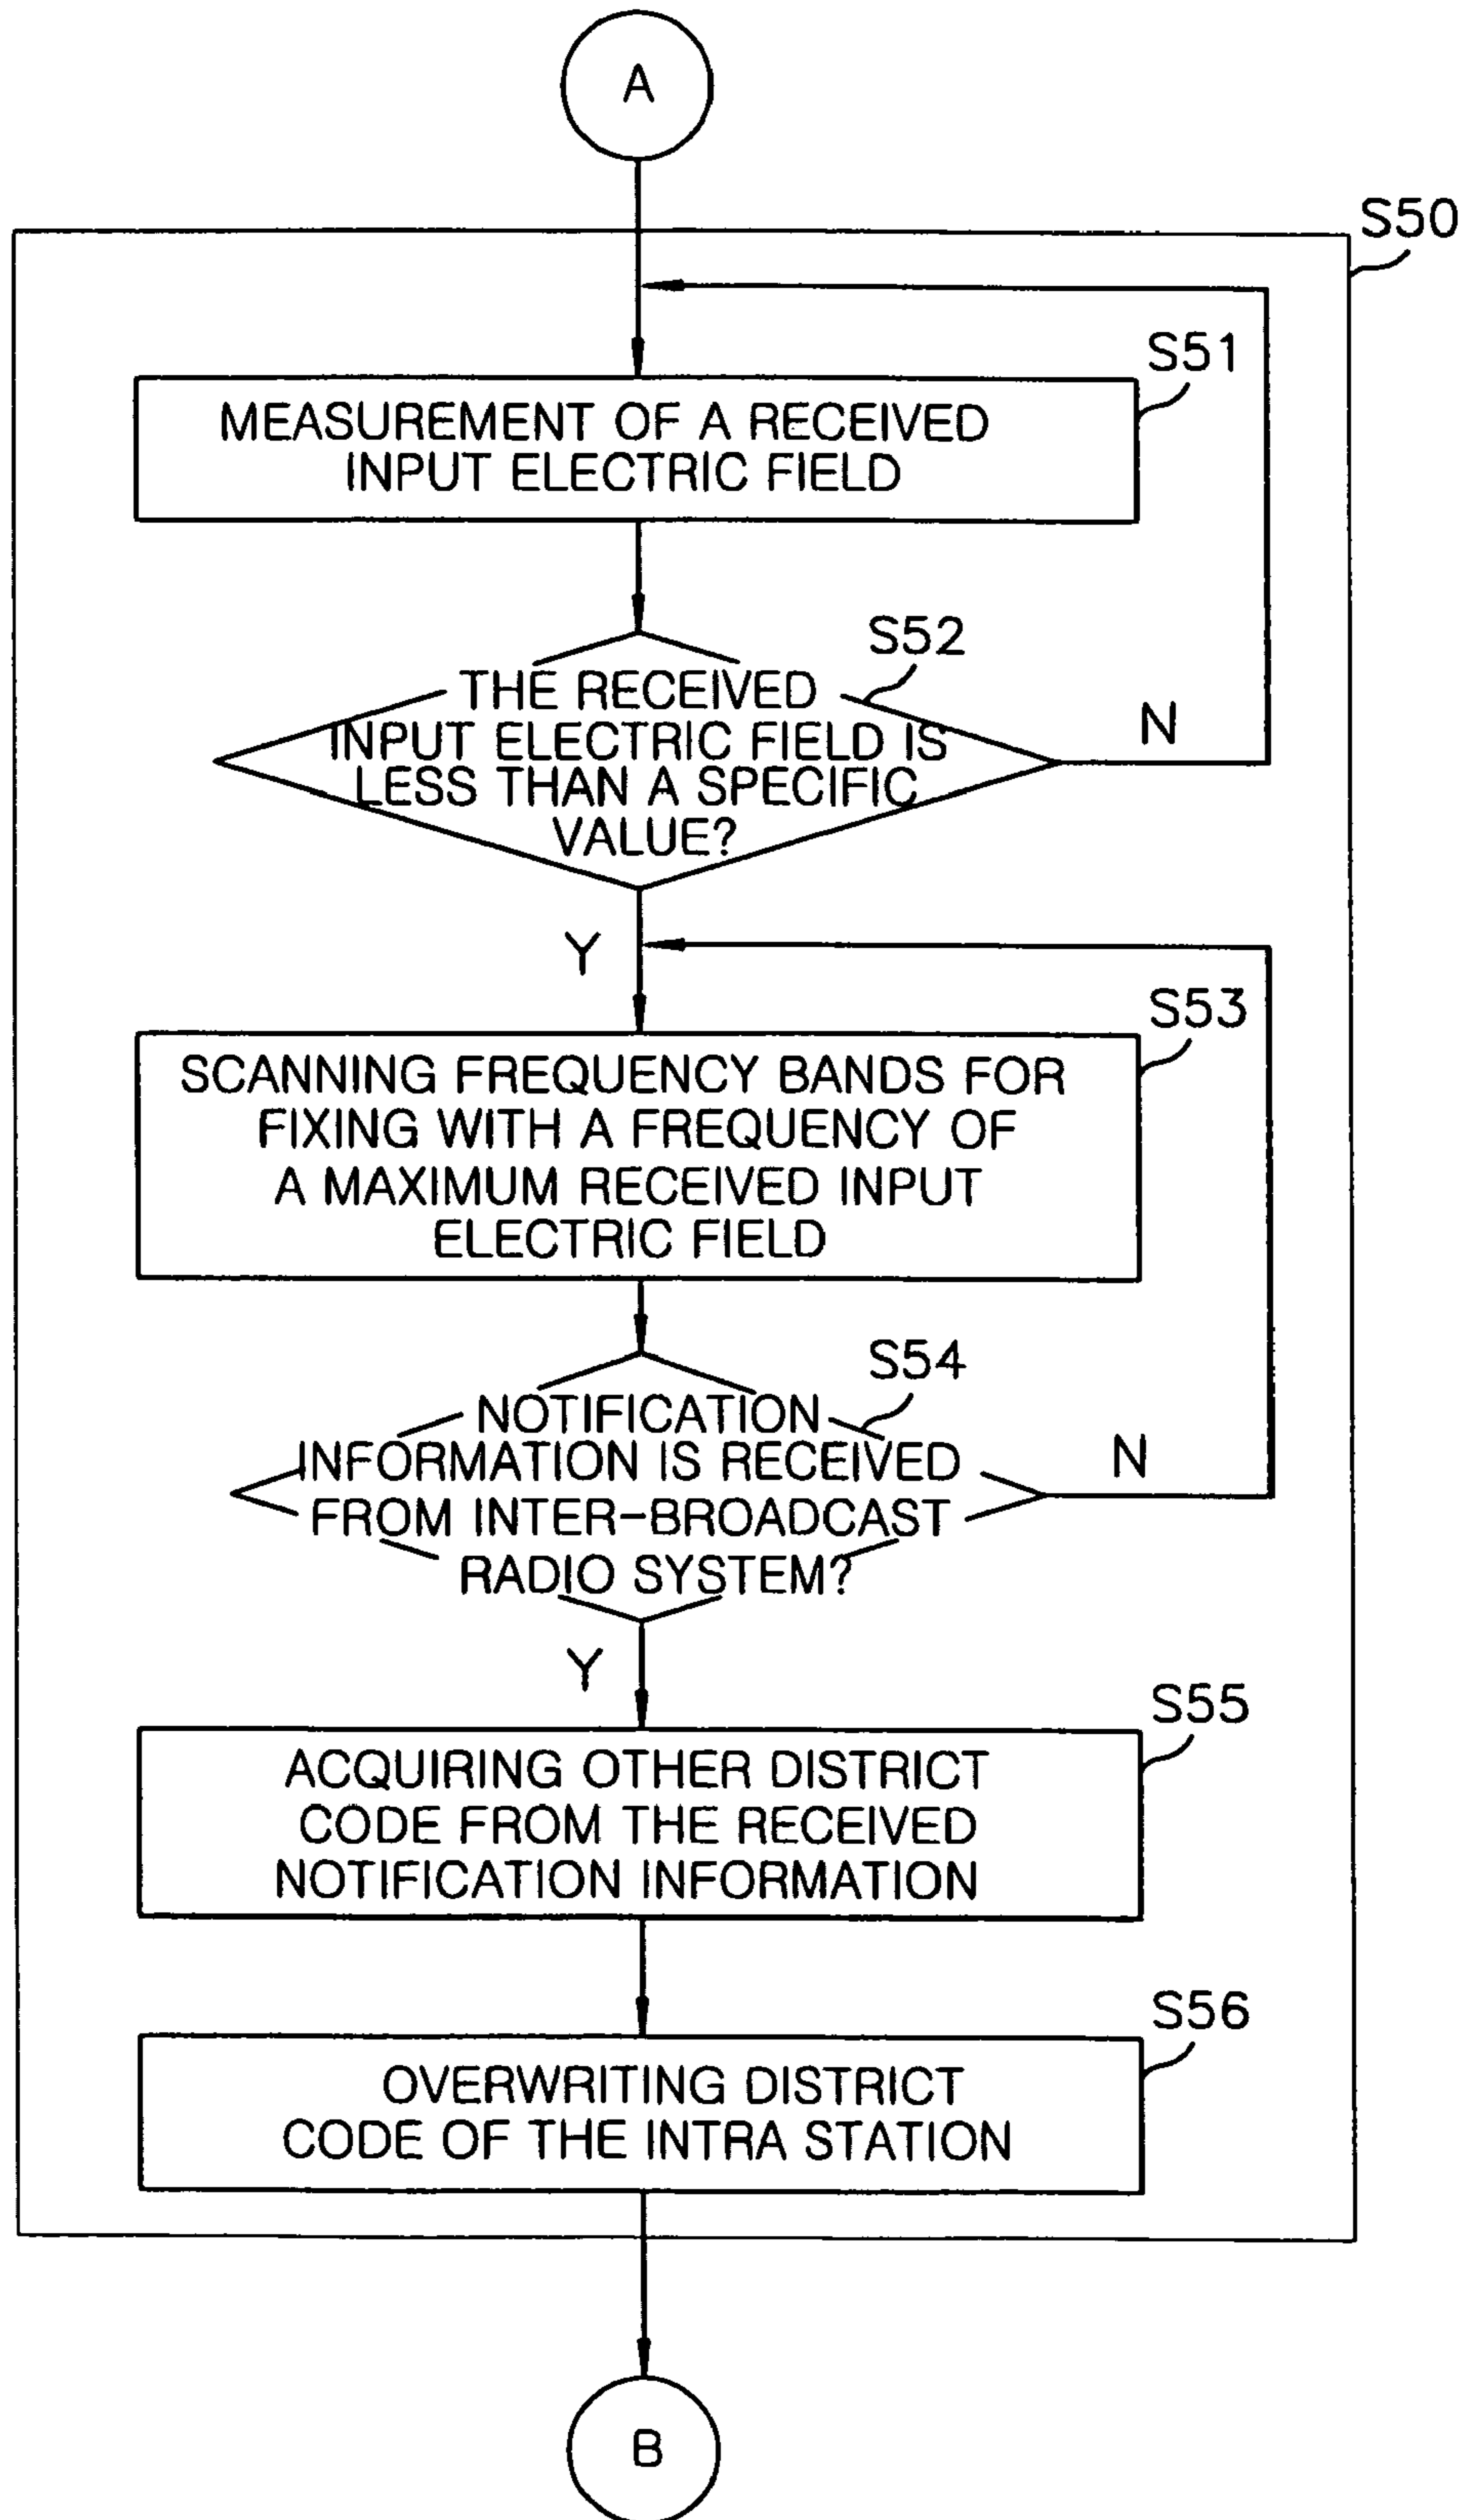 A
S50
S51
MEASUREMENT OF A RECEIVED
INPUT ELECTRIC FIELD
S52
THE RECEIVED
INPUT ELECTRIC FIELD IS
LESS THAN A SPECIFIC
VALUE?
N
Y
S53
SCANNING FREQUENCY BANDS FOR
FIXING WITH A FREQUENCY OF
A MAXIMUM RECEIVED INPUT
ELECTRIC FIELD
S54
NOTIFICATION
INFORMATION IS RECEIVED
FROM INTER-BROADCAST
RADIO SYSTEM?
N
Y
S55
ACQUIRING OTHER DISTRICT
CODE FROM THE RECEIVED
NOTIFICATION INFORMATION
S56
OVERWRITING DISTRICT
CODE OF THE INTRA STATION
B